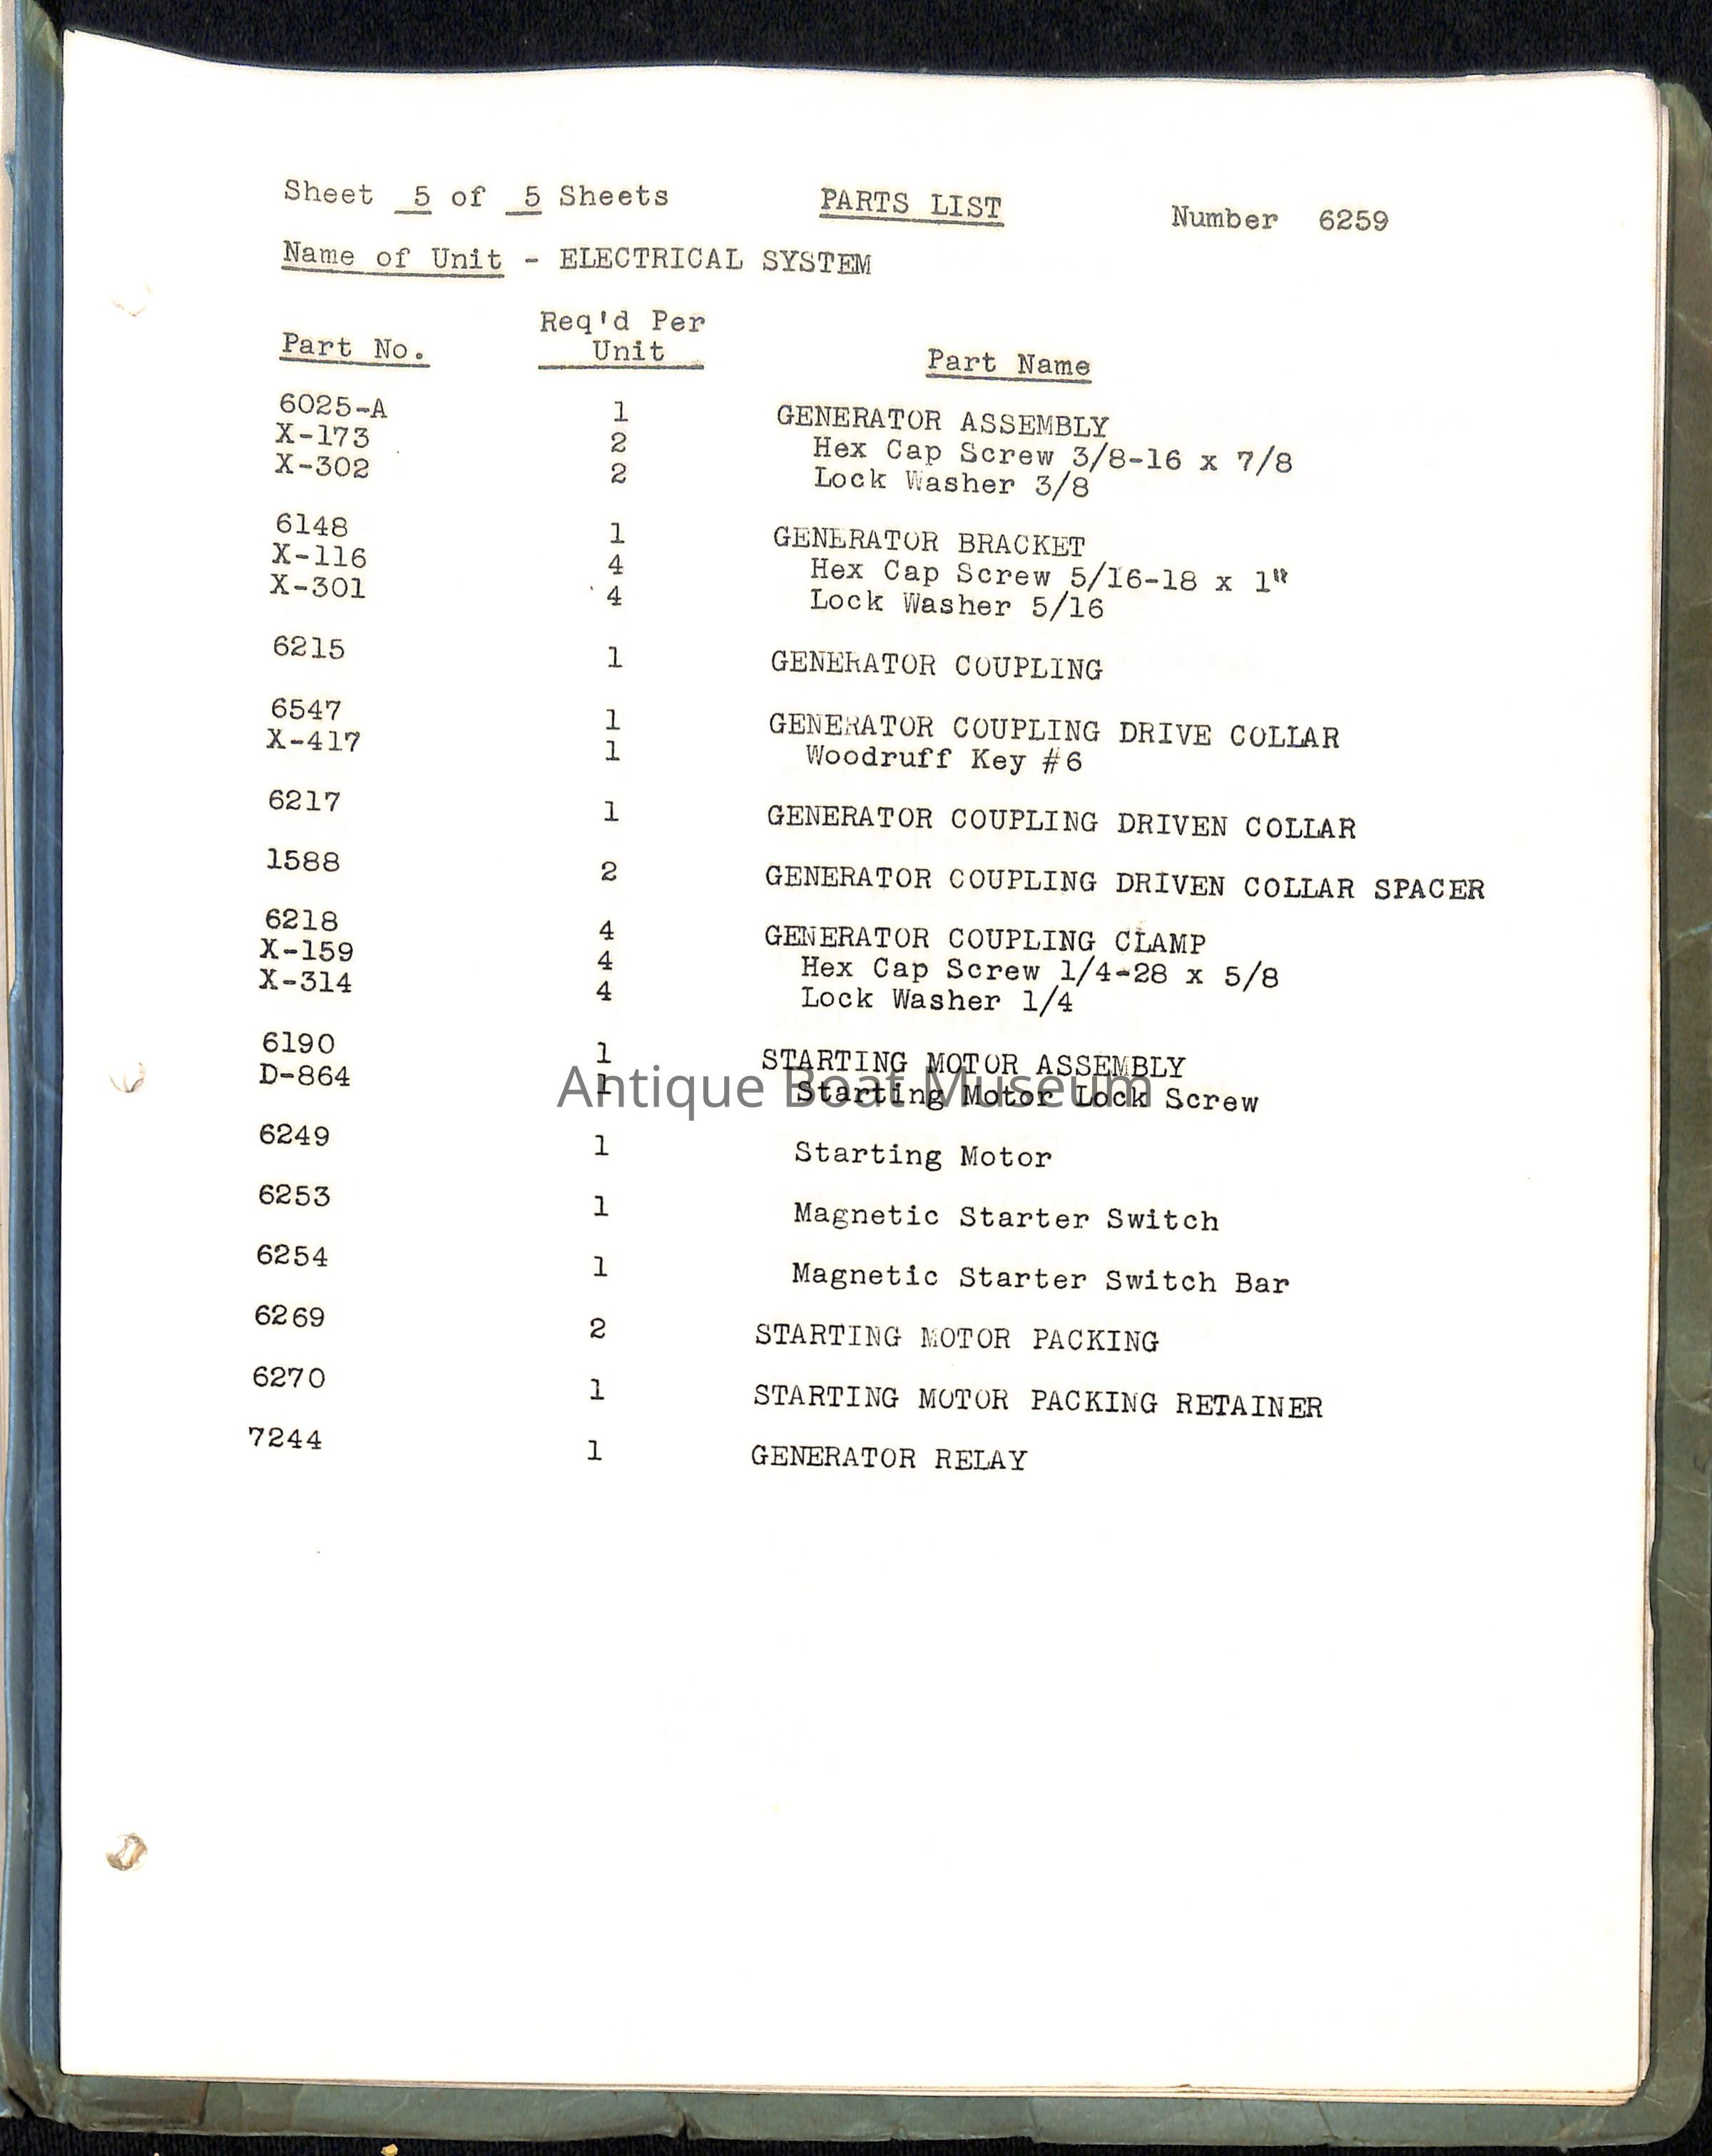 Sheet 5 of 5 Sheets PARTS LIST Number 6259
Name of Unit - ELECTRICAL SYSTEM
Req'd Per
Part No. Unit Part Name
6025-A 1 GENERATOR ASSEMBLY
X-173 2 Hex Cap Screw 3/8-16 x 7/8
X-302 2 Lock Washer 3/8
6148 1 GENERATOR BRACKET
X-116 4 Hex Cap Screw 5/16-18 x 1"
X-301 4 Lock Washer 5/16
6215 1 GENERATOR COUPLING
6547 1 GENERATOR COUPLING DRIVE COLLAR
X-417 1 Woodruff Key #6
6217 1 GENERATOR COUPLING DRIVEN COLLAR
1588 2 GENERATOR COUPLING DRIVEN COLLAR SPACER
6218 4 GENERATOR COUPLING CLAMP
X-159 4 Hex Cap Screw 1/4-28 x 5/8
X-314 4 Lock Washer 1/4
6190 1 STARTING MOTOR ASSEMBLY
Antique Boat Museum
D-864 1 Starting Motor Lock Screw
6249 1 Starting Motor
6253 1 Magnetic Starter Switch
6254 1 Magnetic Starter Switch Bar
6269 2 STARTING MOTOR PACKING
6270 1 STARTING MOTOR PACKING RETAINER
7244 1 GENERATOR RELAY